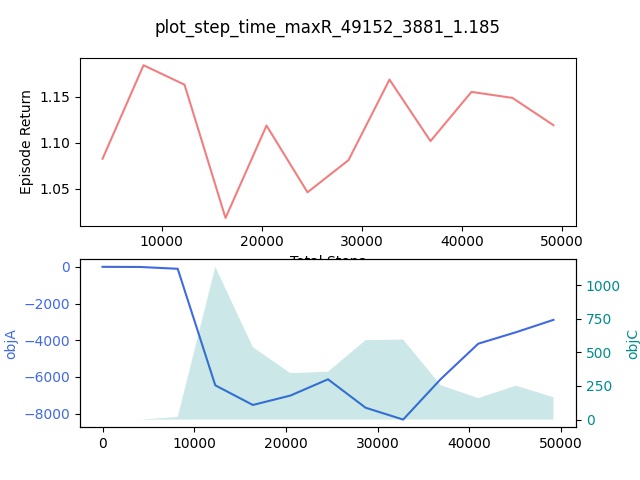 plot_step_time_maxR_49152_3881_1.185
Episode Return
1.15
1.10
1.05
10000 20000 30000 40000 50000
Total Steps
objA
0
−2000
−4000
−6000
−8000
1000
750
500
250
0
objC
0 10000 20000 30000 40000 50000